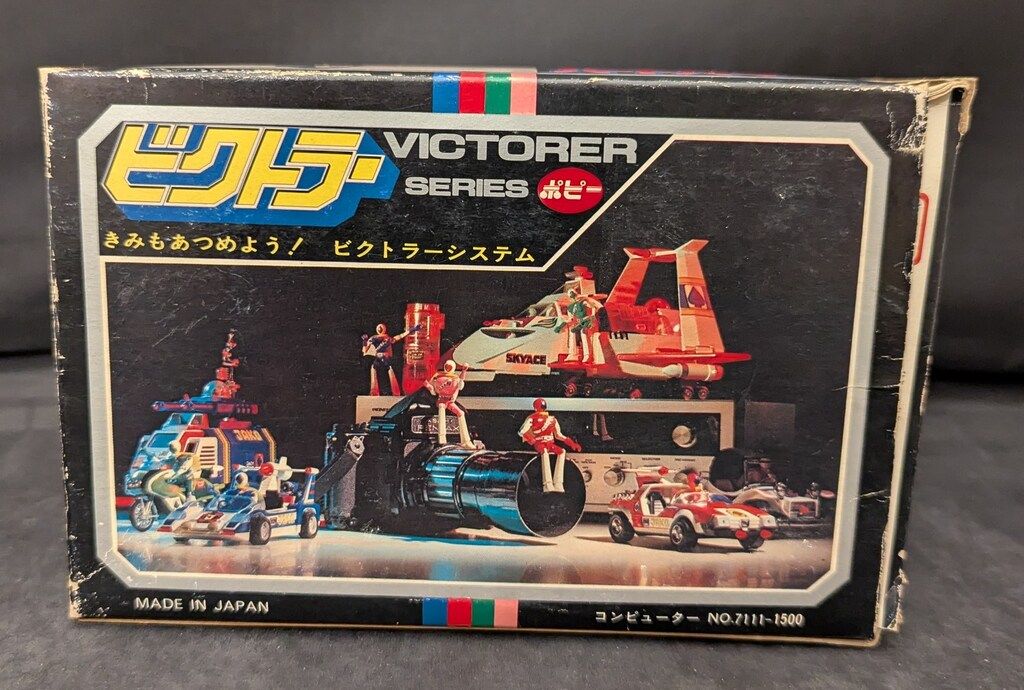 ビクトラー
VICTORER
SERIES ポピー
きみもあつめよう! ビクトラーシステム
SKYACE
JAKQ
MADE IN JAPAN
コンピューター NO.7111-1500